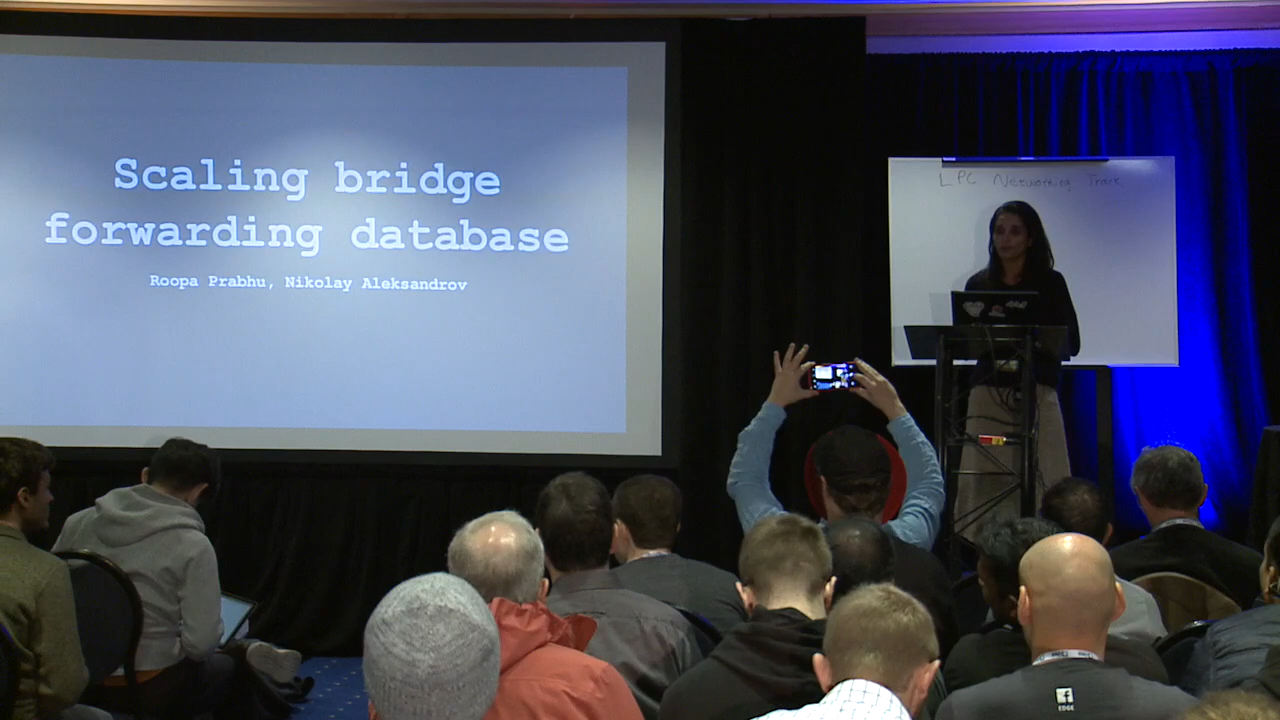 Scaling bridge
forwarding database
Roopa Prabhu, Nikolay Aleksandrov
LPC Networking Track
f
EDGE